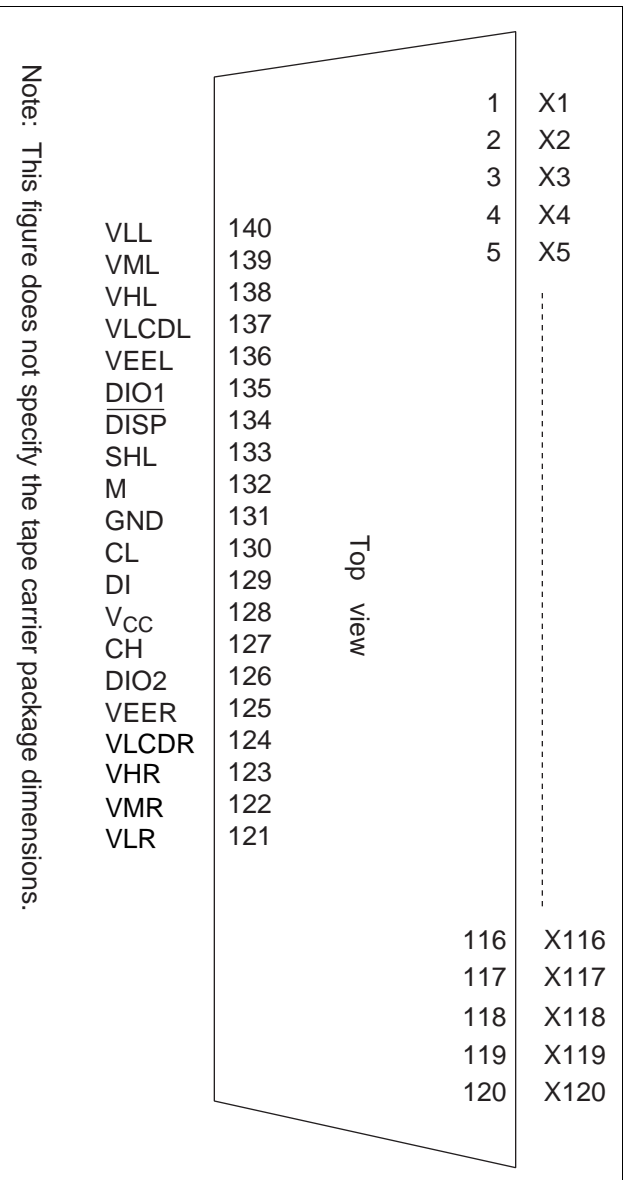 1 X1
2 X2
3 X3
4 X4
5 X5
VLL 140
VML 139
VHL 138
VLCDL 137
VEEL 136
DIO1 135
DISP 134
SHL 133
M 132
GND 131
CL 130
DI 129
VCC 128
CH 127
DIO2 126
VEER 125
VLCDR 124
VHR 123
VMR 122
VLR 121
Top view
116 X116
117 X117
118 X118
119 X119
120 X120
Note: This figure does not specify the tape carrier package dimensions.